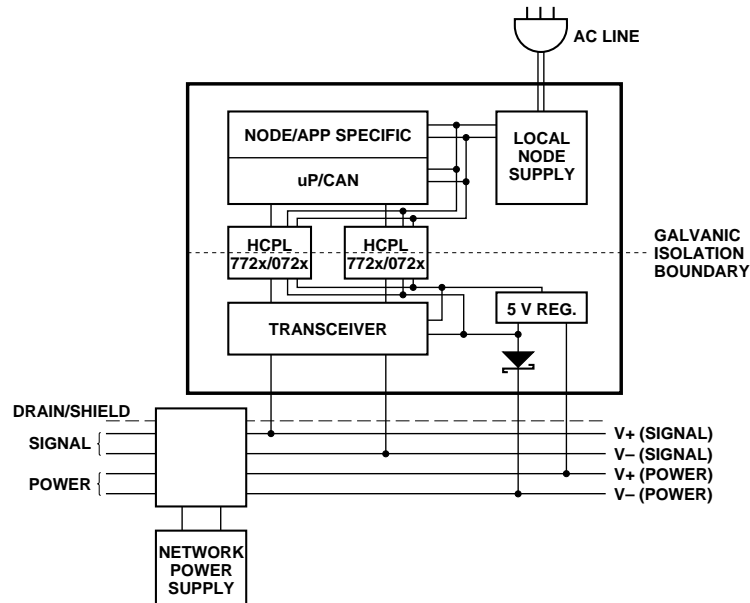 AC LINE
NODE/APP SPECIFIC
uP/CAN
LOCAL
NODE
SUPPLY
HCPL
772x/072x
HCPL
772x/072x
GALVANIC
ISOLATION
BOUNDARY
5 V REG.
TRANSCEIVER
DRAIN/SHIELD
SIGNAL
POWER
V+ (SIGNAL)
V– (SIGNAL)
V+ (POWER)
V– (POWER)
NETWORK
POWER
SUPPLY